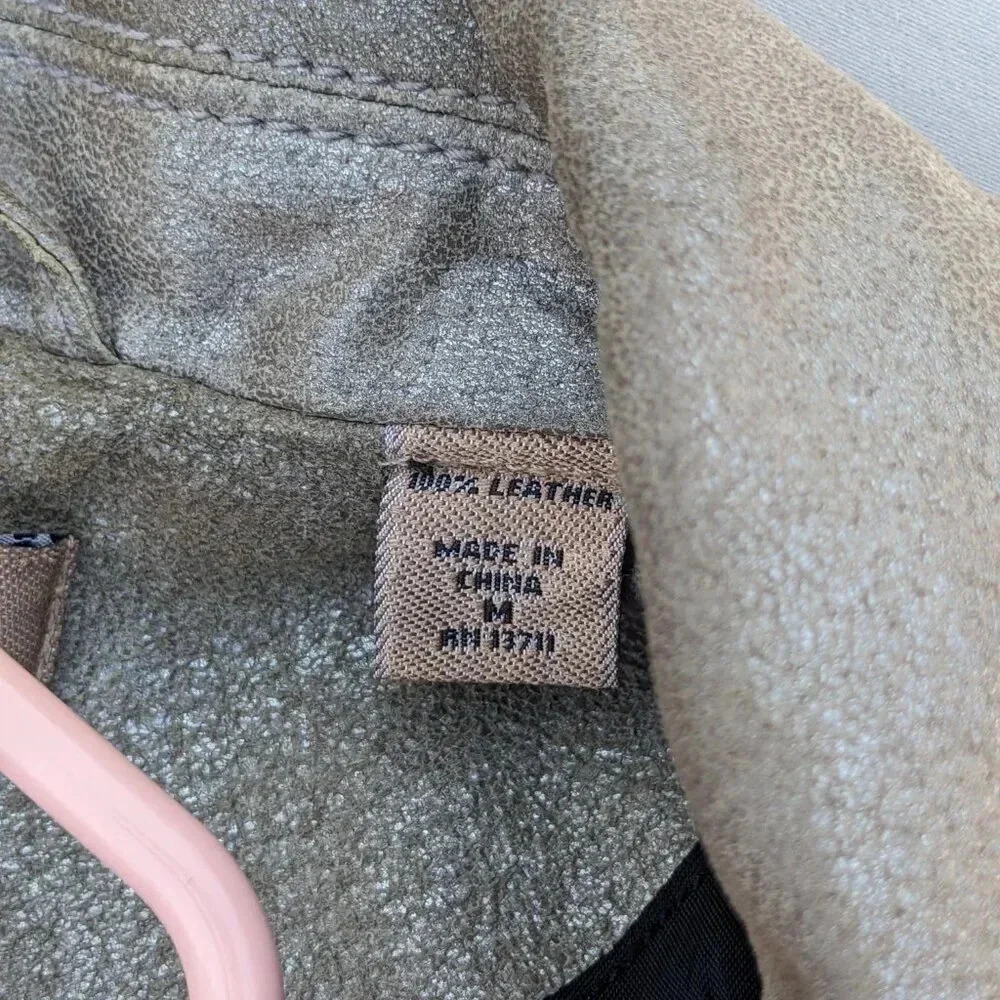 100% LEATHER
MADE IN
CHINA
M
RN 13711